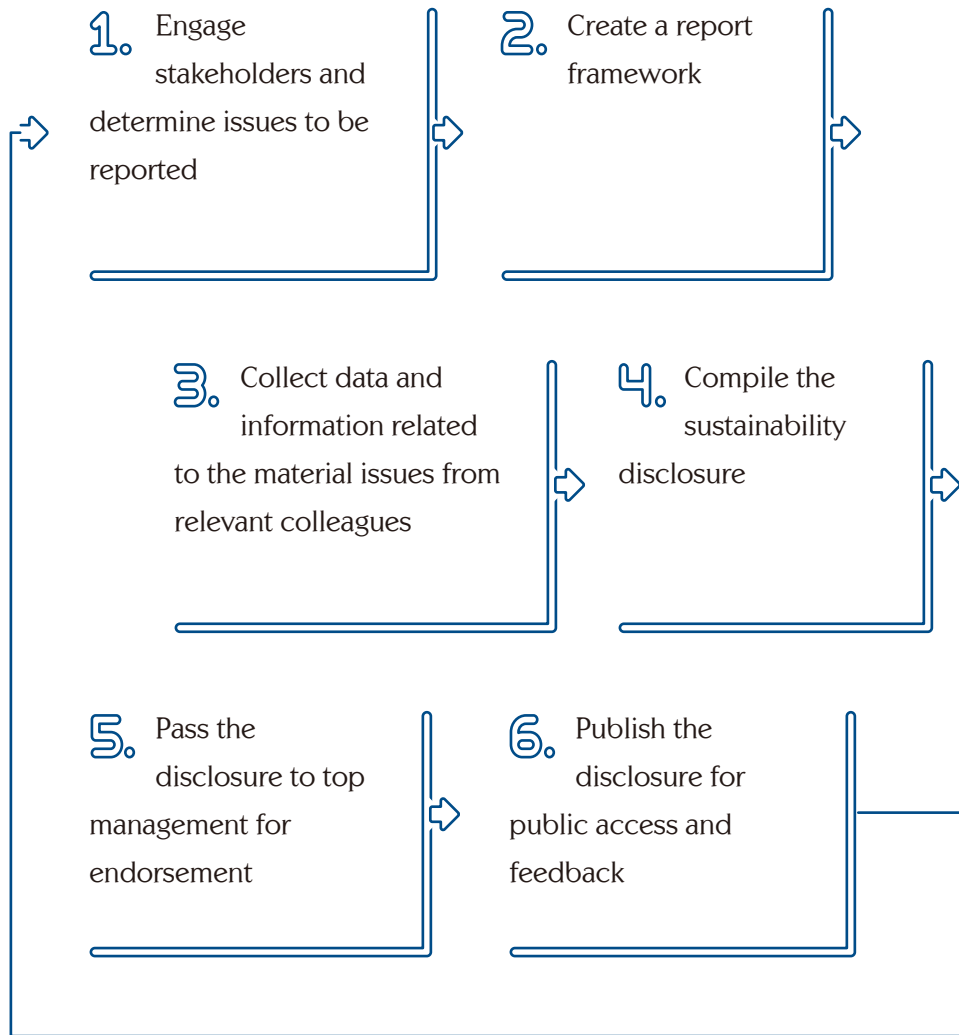 1. Engage
stakeholders and
determine issues to be
reported
2. Create a report
framework
3. Collect data and
information related
to the material issues from
relevant colleagues
4. Compile the
sustainability
disclosure
5. Pass the
disclosure to top
management for
endorsement
6. Publish the
disclosure for
public access and
feedback